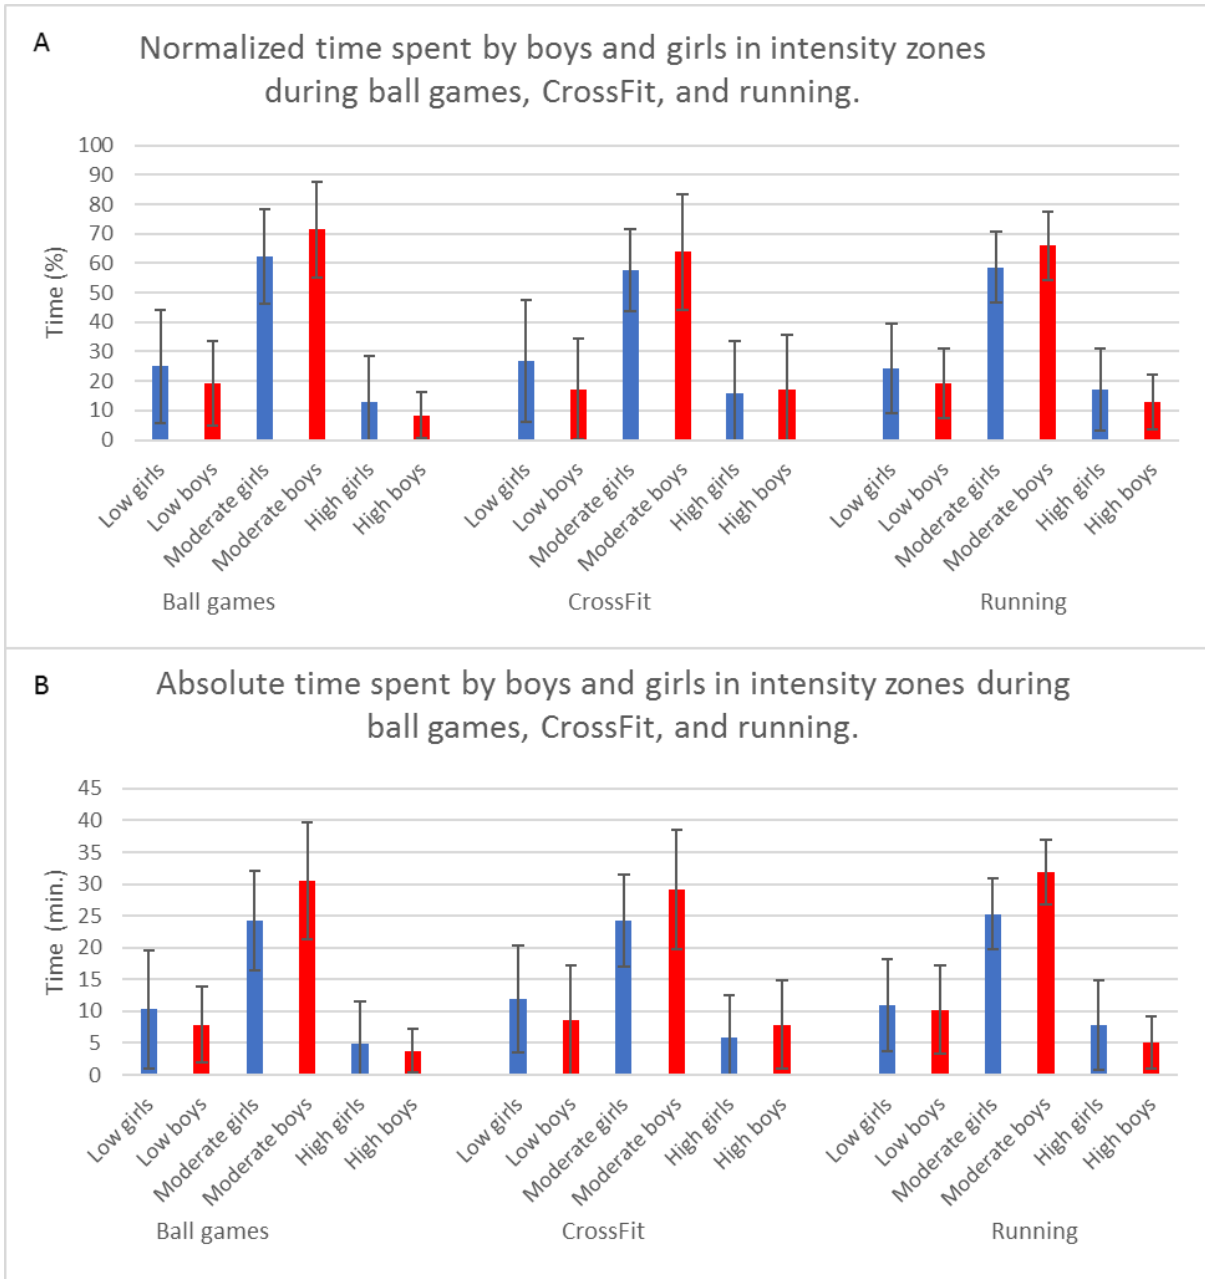 A
Normalized time spent by boys and girls in intensity zones
during ball games, CrossFit, and running.
Time (%)
100
90
80
70
60
50
40
30
20
10
0
Low girls
Low boys
Moderate girls
Moderate boys
High girls
High boys
Low girls
Low boys
Moderate girls
Moderate boys
High girls
High boys
Low girls
Low boys
Moderate girls
Moderate boys
High girls
High boys
Ball games
CrossFit
Running
B
Absolute time spent by boys and girls in intensity zones during
ball games, CrossFit, and running.
Time (min.)
45
40
35
30
25
20
15
10
5
0
Low girls
Low boys
Moderate girls
Moderate boys
High girls
High boys
Low girls
Low boys
Moderate girls
Moderate boys
High girls
High boys
Low girls
Low boys
Moderate girls
Moderate boys
High girls
High boys
Ball games
CrossFit
Running